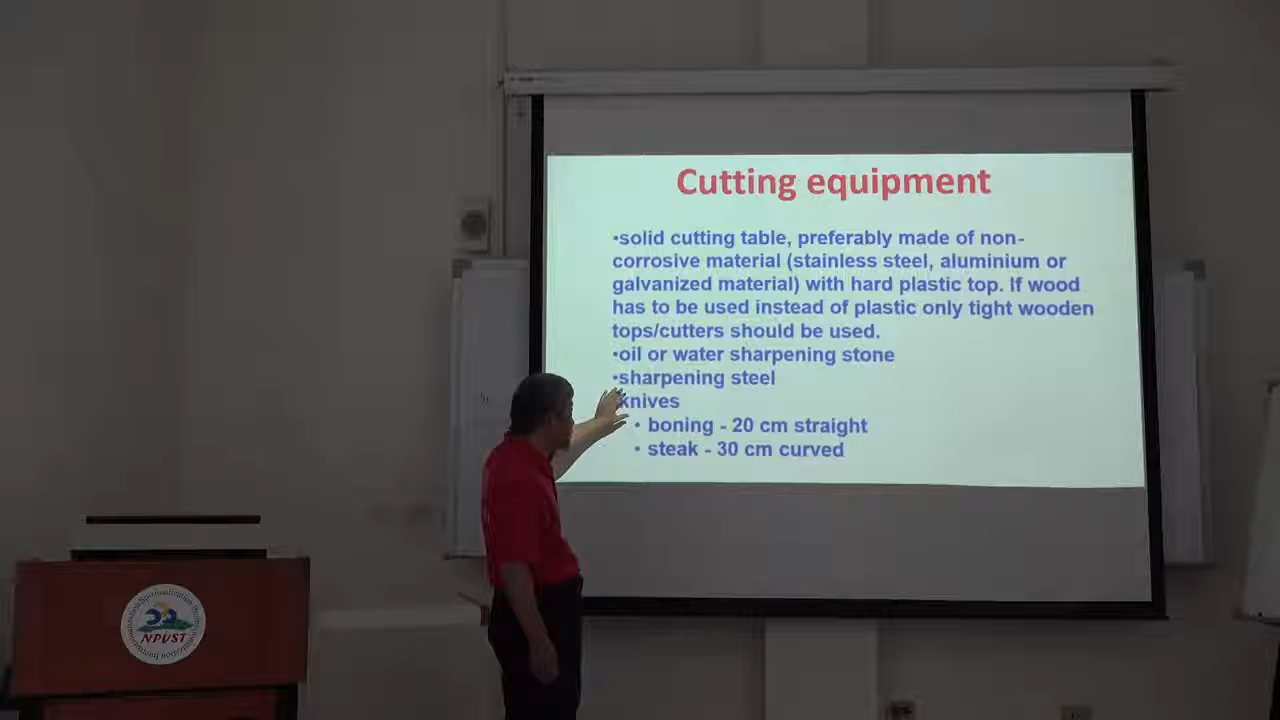 Cutting equipment
•solid cutting table, preferably made of non-
corrosive material (stainless steel, aluminium or
galvanized material) with hard plastic top. If wood
has to be used instead of plastic only tight wooden
tops/cutters should be used.
•oil or water sharpening stone
•sharpening steel
knives
• boning - 20 cm straight
• steak - 30 cm curved
NPUST